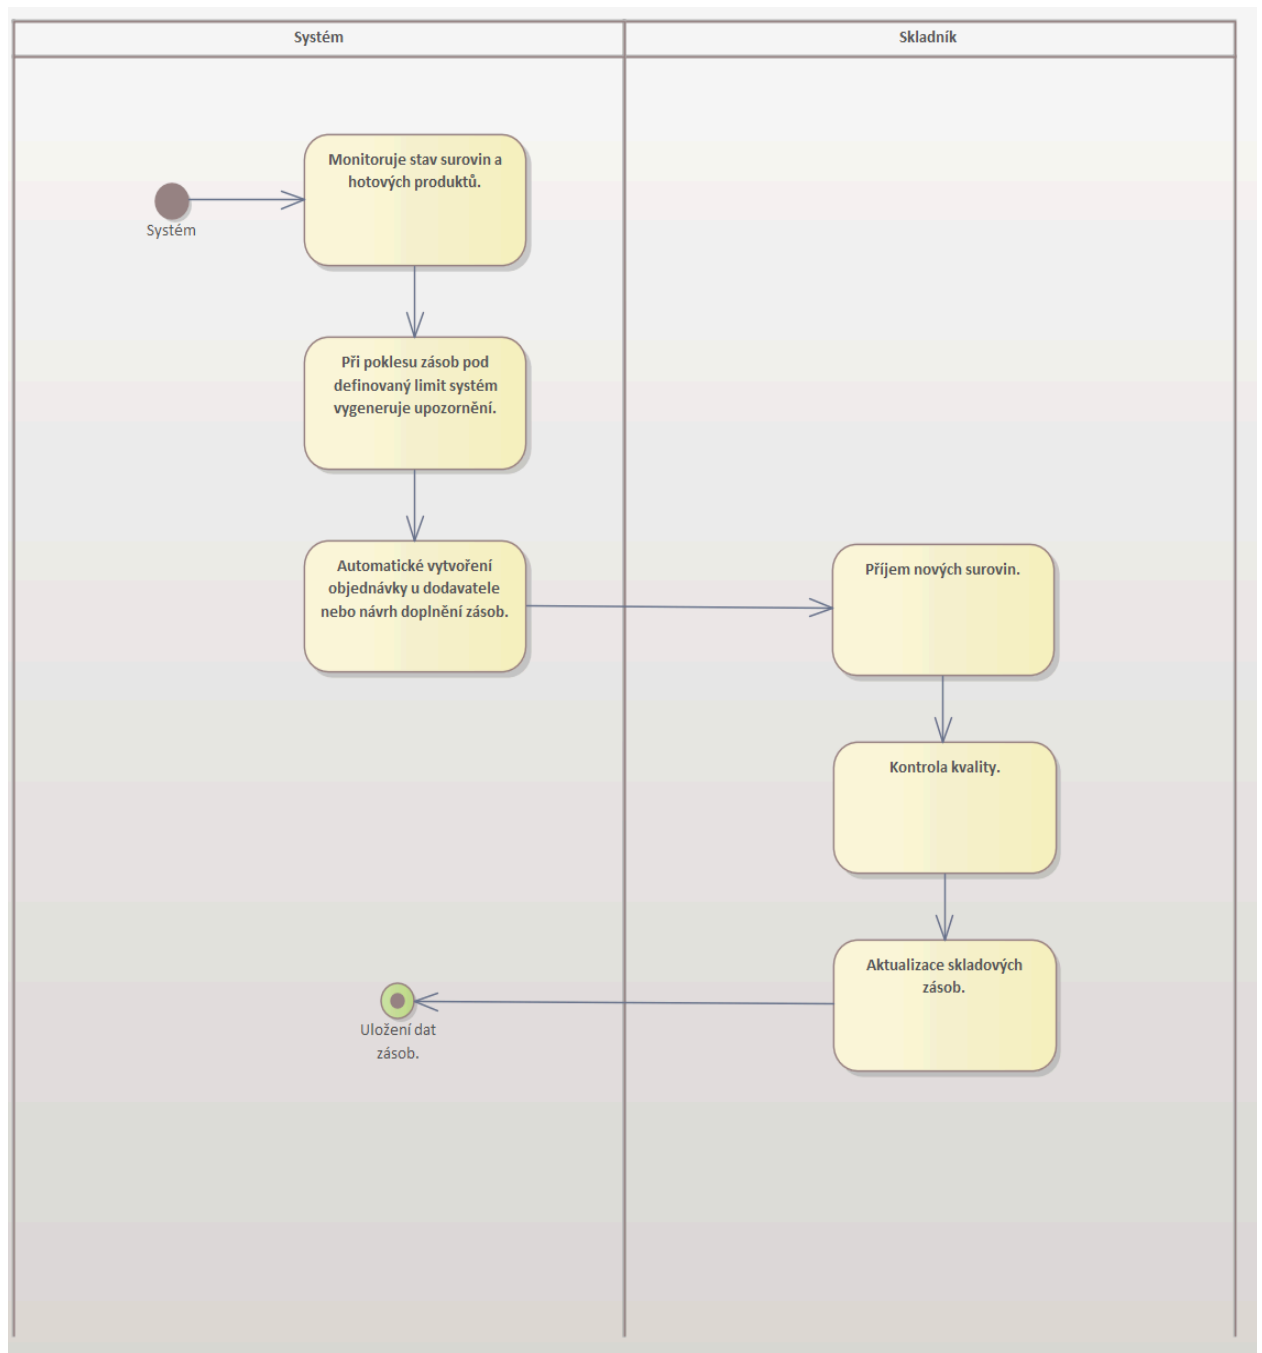 Systém
Skladník
Monitoruje stav surovin a
hotových produktů.
Systém
Při poklesu zásob pod
definovaný limit systém
vygeneruje upozornění.
Automatické vytvoření
objednávky u dodavatele
nebo návrh doplnění zásob.
Příjem nových surovin.
Kontrola kvality.
Aktualizace skladových
zásob.
Uložení dat
zásob.